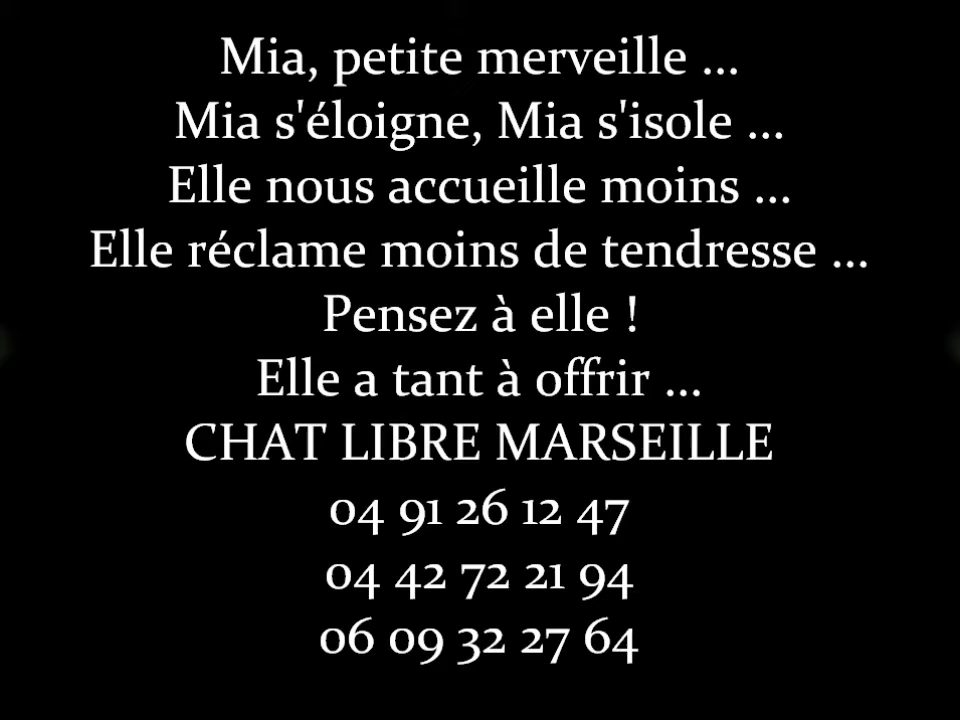 Mia, petite merveille ...
Mia s'éloigne, Mia s'isole ...
Elle nous accueille moins ...
Elle réclame moins de tendresse ...
Pensez à elle !
Elle a tant à offrir ...
CHAT LIBRE MARSEILLE
04 91 26 12 47
04 42 72 21 94
06 09 32 27 64